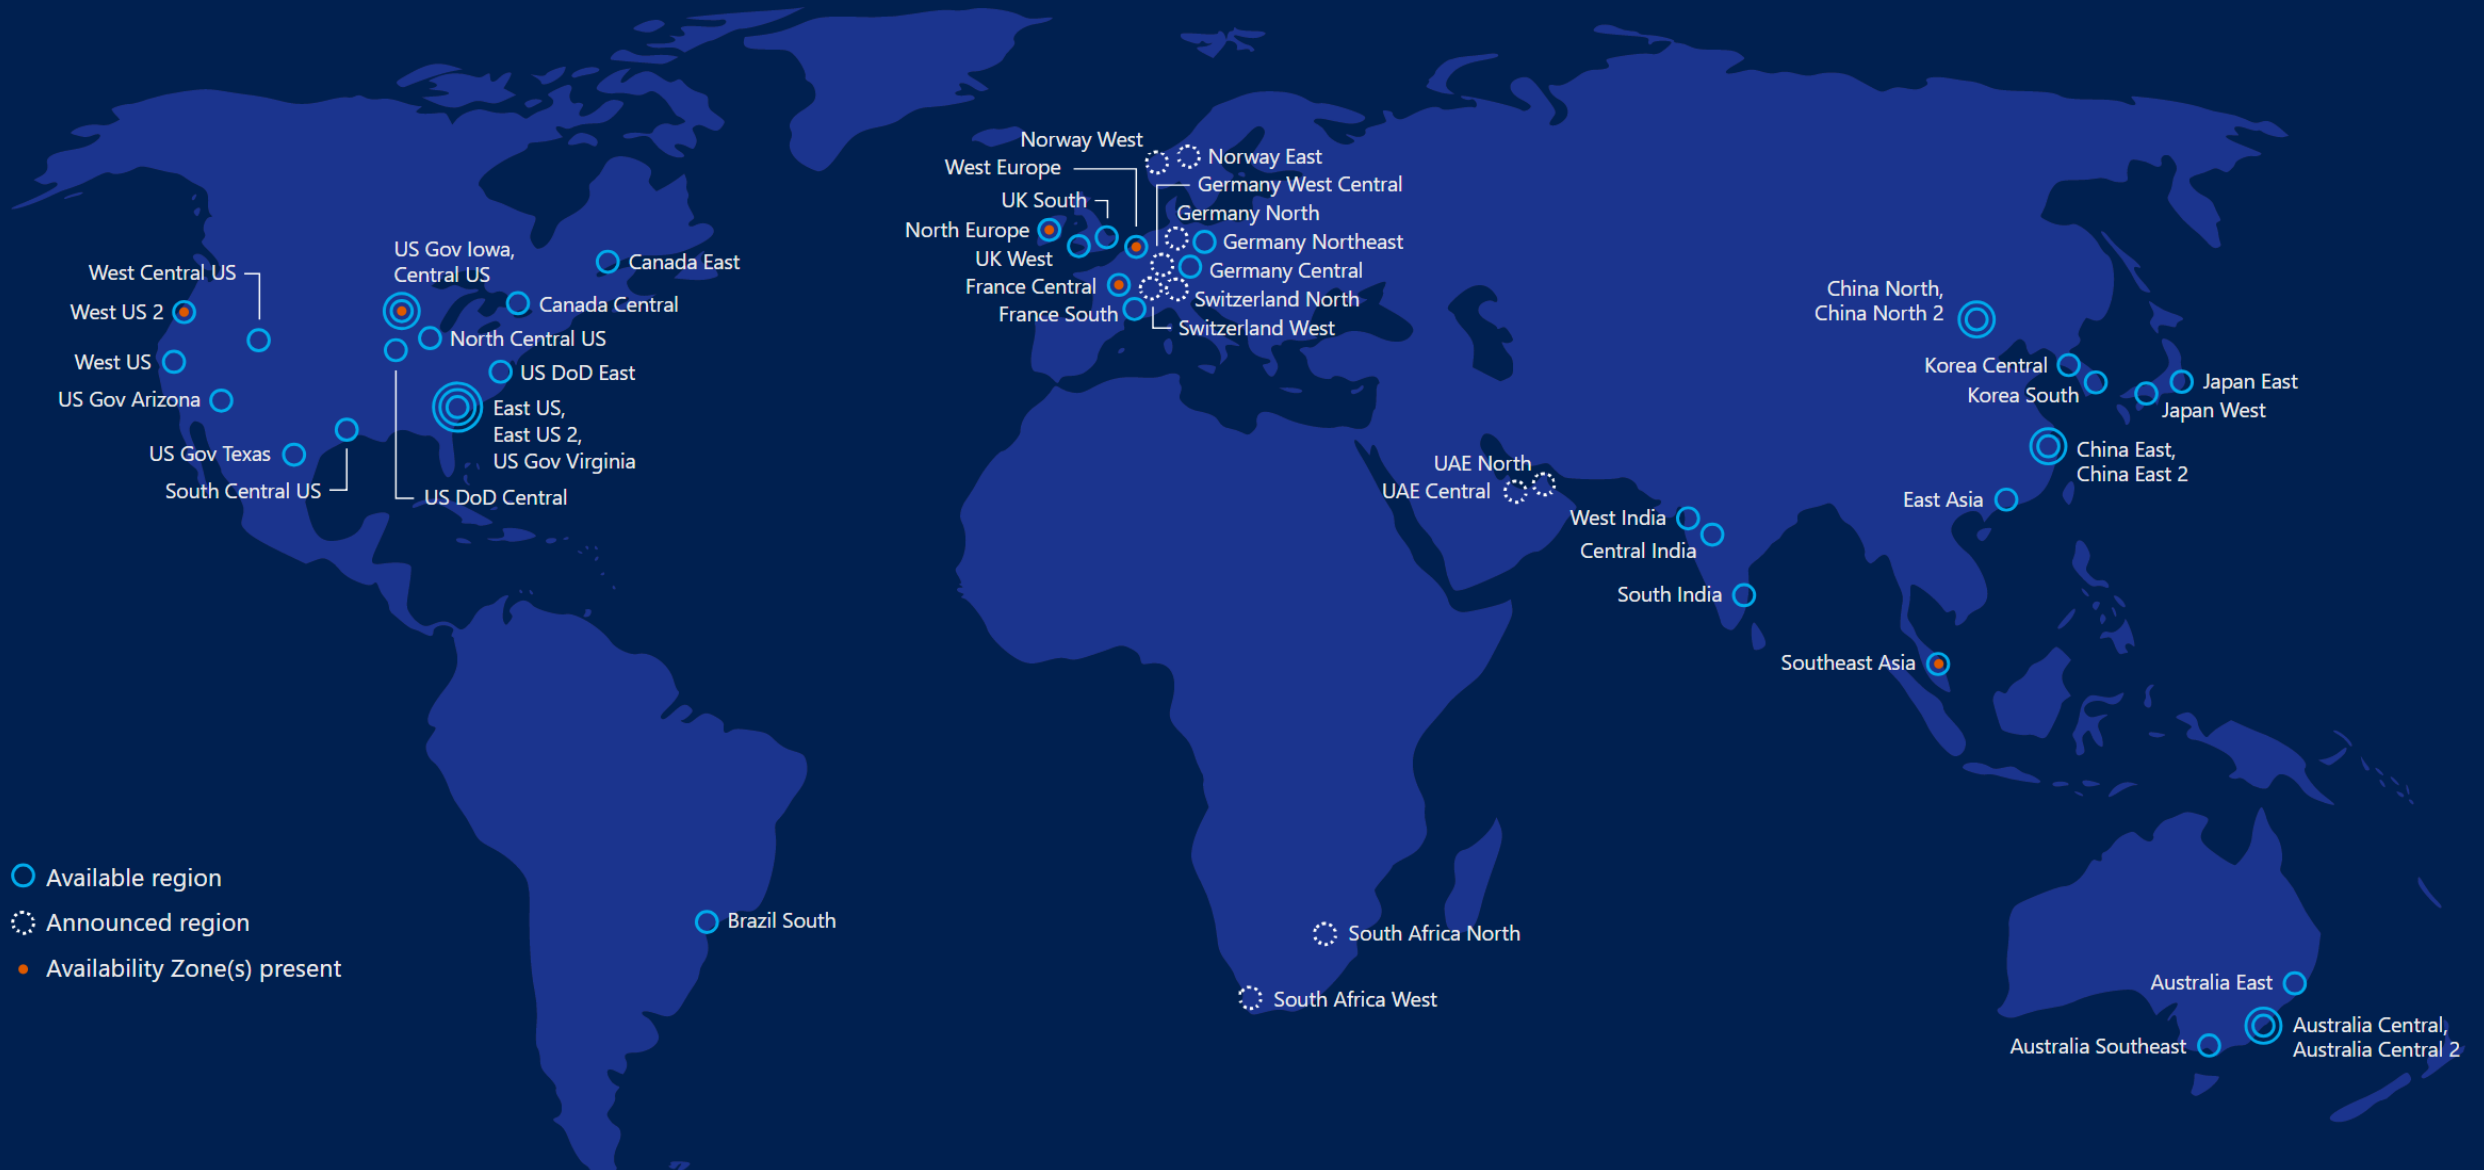 West Central US
West US 2
West US
US Gov Arizona
US Gov Texas
South Central US
US Gov Iowa,
Central US
Canada East
Canada Central
North Central US
US DoD East
East US,
East US 2,
US Gov Virginia
US DoD Central
Brazil South
Norway West
Norway East
West Europe
Germany West Central
UK South
Germany North
North Europe
Germany Northeast
UK West
Germany Central
France Central
Switzerland North
France South
Switzerland West
UAE North
UAE Central
South Africa North
South Africa West
West India
Central India
South India
China North,
China North 2
Korea Central
Korea South
Japan East
Japan West
China East,
China East 2
East Asia
Southeast Asia
Australia East
Australia Central,
Australia Central 2
Australia Southeast
Available region
Announced region
Availability Zone(s) present